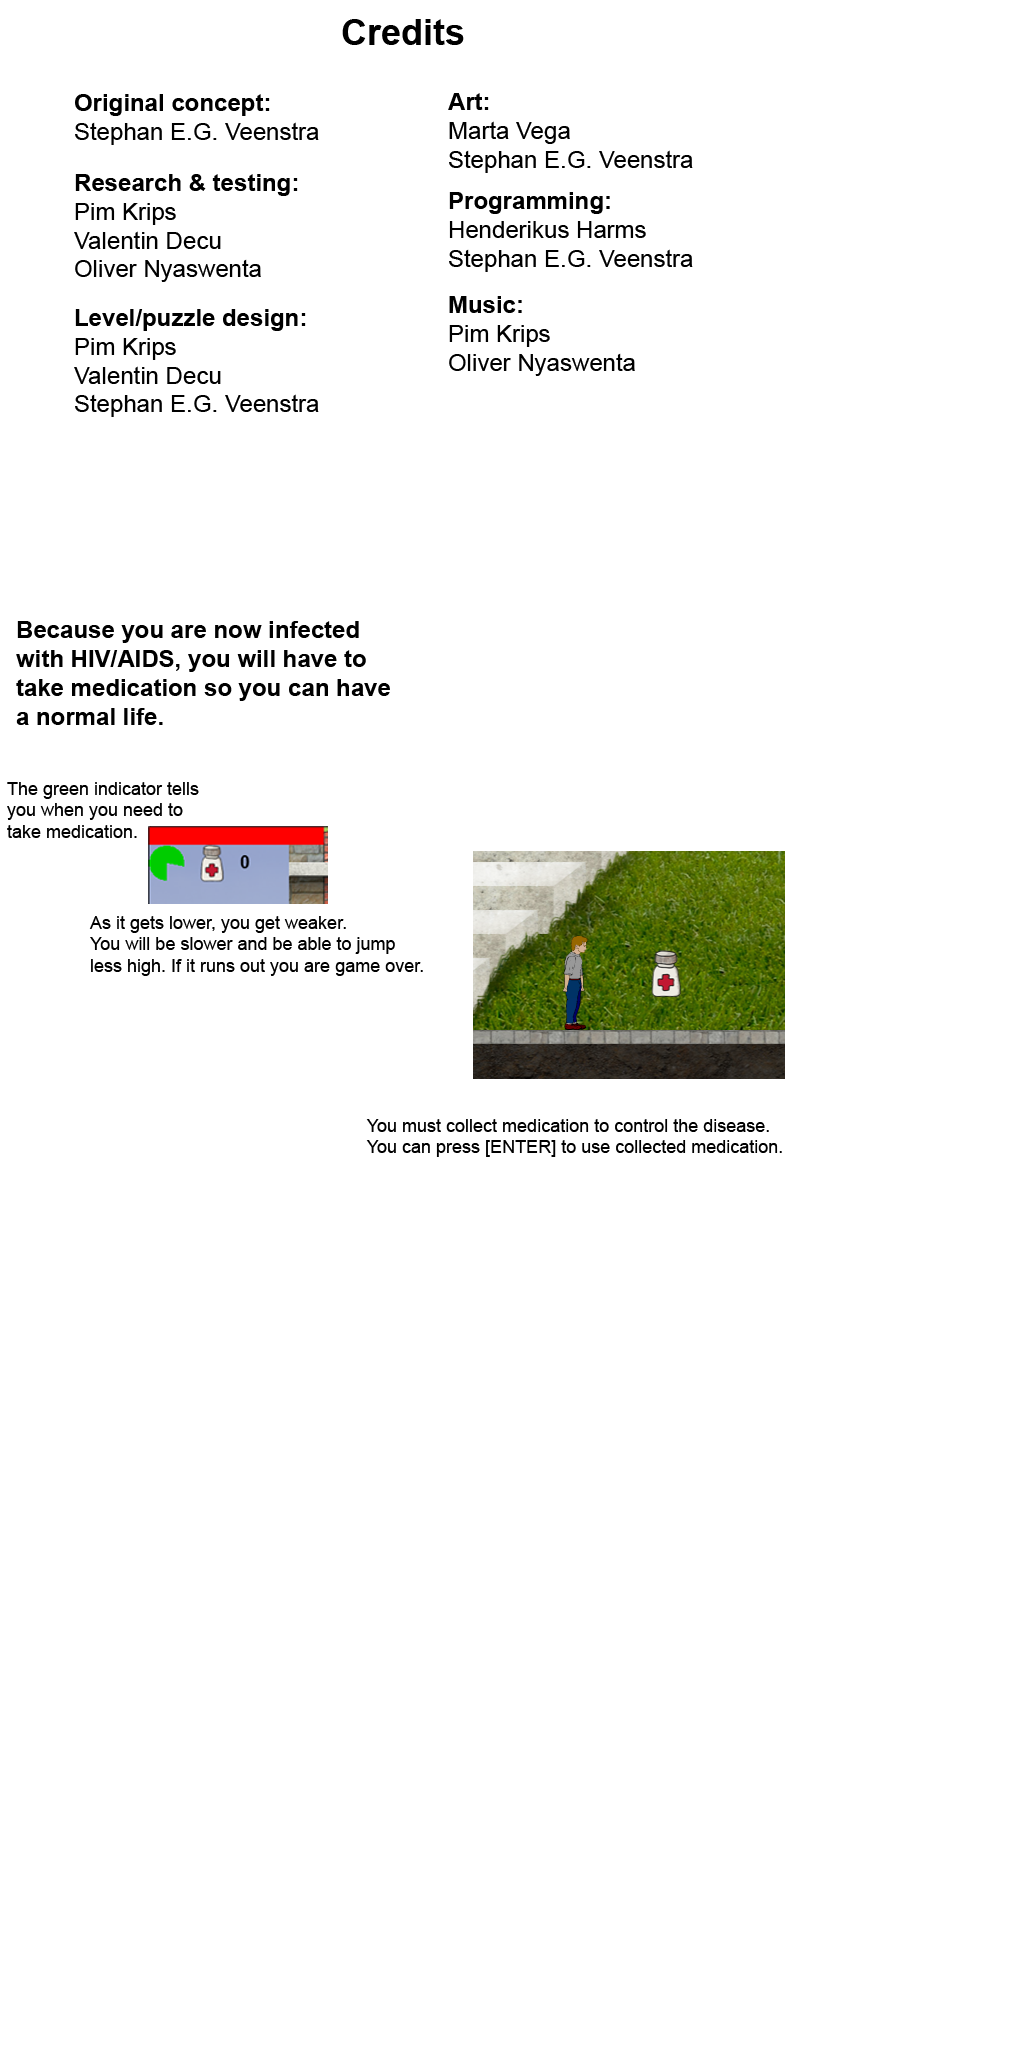 Credits
Original concept:
Stephan E.G. Veenstra
Research & testing:
Pim Krips
Valentin Decu
Oliver Nyaswenta
Level/puzzle design:
Pim Krips
Valentin Decu
Stephan E.G. Veenstra
Art:
Marta Vega
Stephan E.G. Veenstra
Programming:
Henderikus Harms
Stephan E.G. Veenstra
Music:
Pim Krips
Oliver Nyaswenta
Because you are now infected
with HIV/AIDS, you will have to
take medication so you can have
a normal life.
The green indicator tells
you when you need to
take medication.
0
As it gets lower, you get weaker.
You will be slower and be able to jump
less high. If it runs out you are game over.
You must collect medication to control the disease.
You can press [ENTER] to use collected medication.